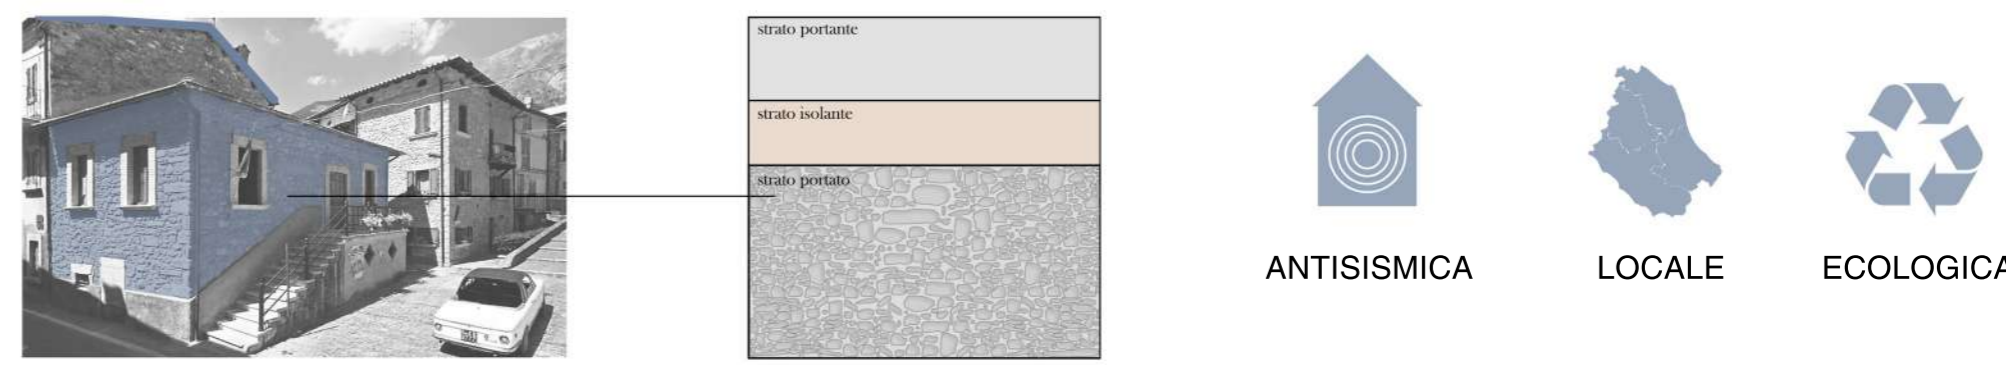 strato portante
strato isolante
strato portato
ANTISISMICA
LOCALE
ECOLOGICA